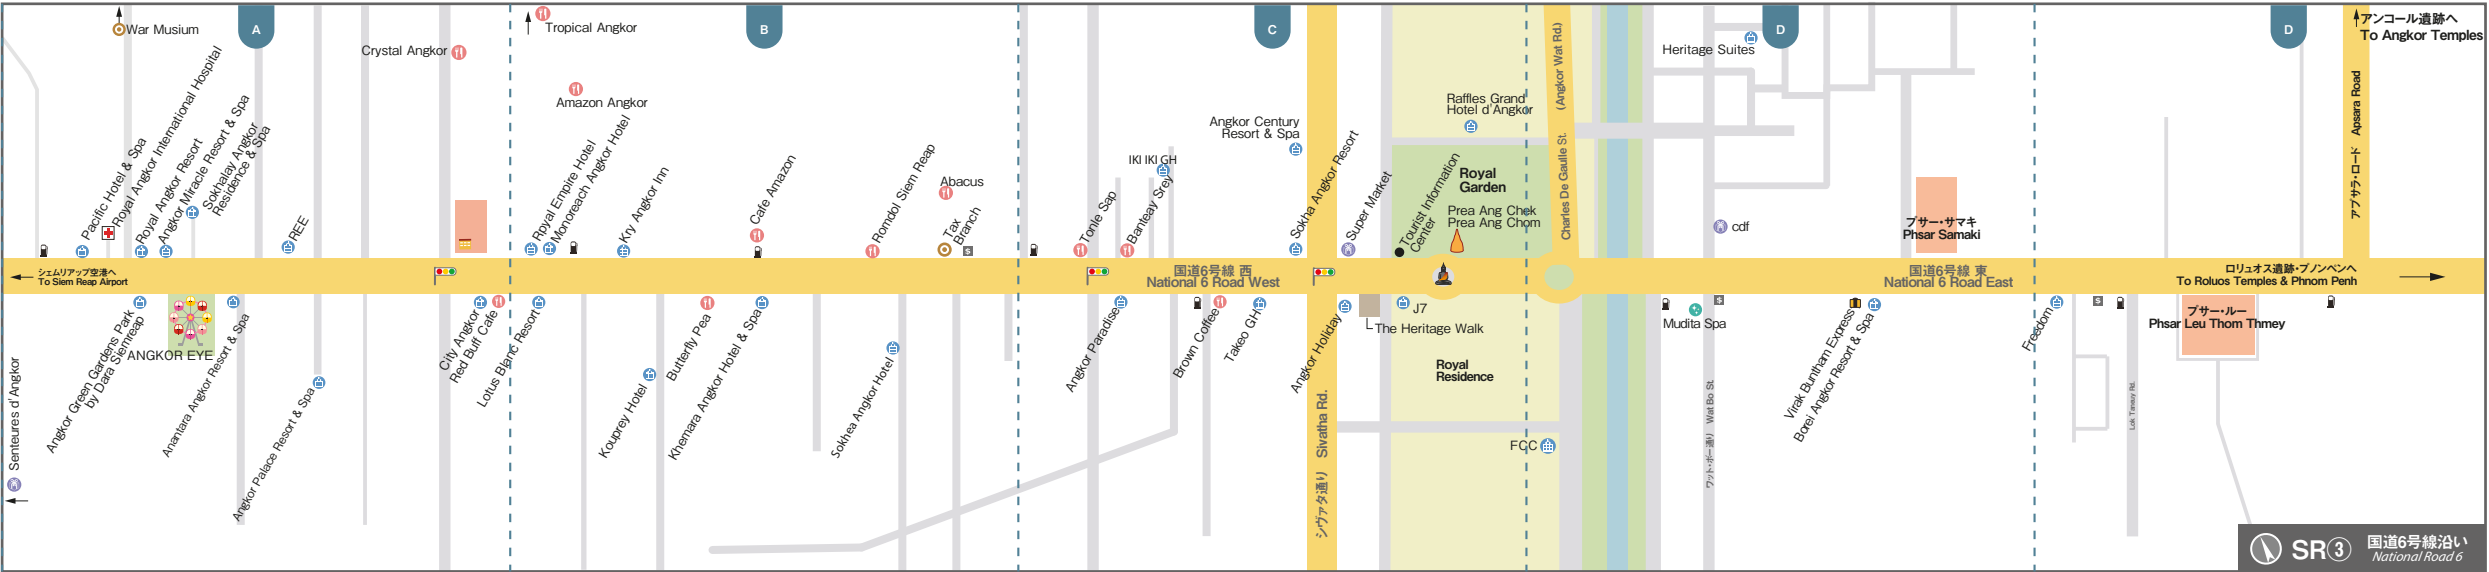 A
B
C
D
D
War Musium
Crystal Angkor
Tropical Angkor
Amazon Angkor
Pacific Hotel & Spa
Royal Angkor International Hospital
Royal Angkor Resort
Angkor Miracle Resort & Spa
Sokhalay Angkor
Residence & Spa
REE
Royal Empire Hotel
Monoreach Angkor Hotel
Kry Angkor Inn
Cafe Amazon
Romdol Siem Reap
Abacus
Tax
Branch
Tonle Sap
Banteay Srey
IKI IKI GH
Angkor Century
Resort & Spa
Sokha Angkor Resort
Super Market
Tourist Information
Center
Raffles Grand
Hotel d'Angkor
Royal
Garden
Prea Ang Chek
Prea Ang Chom
Charles De Gaulle St. (Angkor Wat Rd.)
Heritage Suites
cdf
プサー・サマキ
Phsar Samaki
アプサラ・ロード Apsara Road
アンコール遺跡へ
To Angkor Temples
シェムリアップ空港へ
To Siem Reap Airport
国道6号線 西
National 6 Road West
国道6号線 東
National 6 Road East
ロリュオス遺跡・プノンペンへ
To Roluos Temples & Phnom Penh
Senteures d'Angkor
Angkor Green Gardens Park
by Dara Siemreap
ANGKOR EYE
Anantara Angkor Resort & Spa
Angkor Palace Resort & Spa
City Angkor
Red Buff Cafe
Lotus Blanc Resort
Kouprey Hotel
Butterfly Pea
Khemara Angkor Hotel & Spa
Sokhea Angkor Hotel
Angkor Paradise
Brown Coffee
Takeo GH
Angkor Holiday
シヴァタ通り Sivatha Rd.
J7
The Heritage Walk
Royal
Residence
FCC
Mudita Spa
ワット・ボー通り Wat Bo St.
Virak Buntham Express
Borei Angkor Resort & Spa
Freedom
Lok Taneuy Rd.
プサー・ルー
Phsar Leu Thom Thmey
SR③
国道6号線沿い
National Road 6